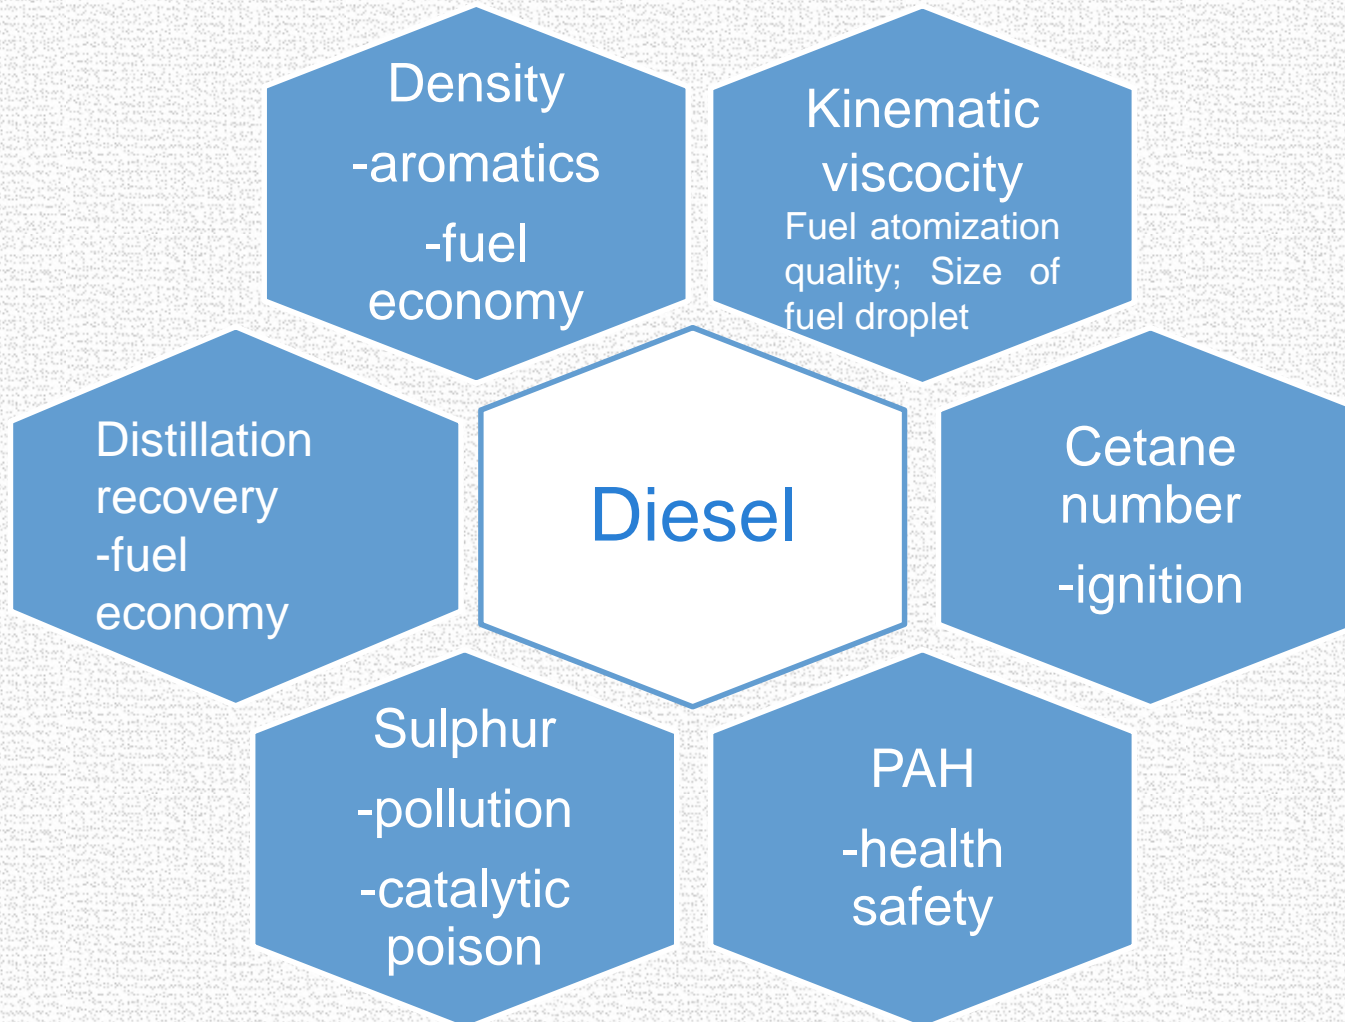 Density
-aromatics
-fuel
economy
Kinematic
viscocity
Fuel atomization
quality; Size of
fuel droplet
Distillation
recovery
-fuel
economy
Diesel
Cetane
number
-ignition
Sulphur
-pollution
-catalytic
poison
PAH
-health
safety